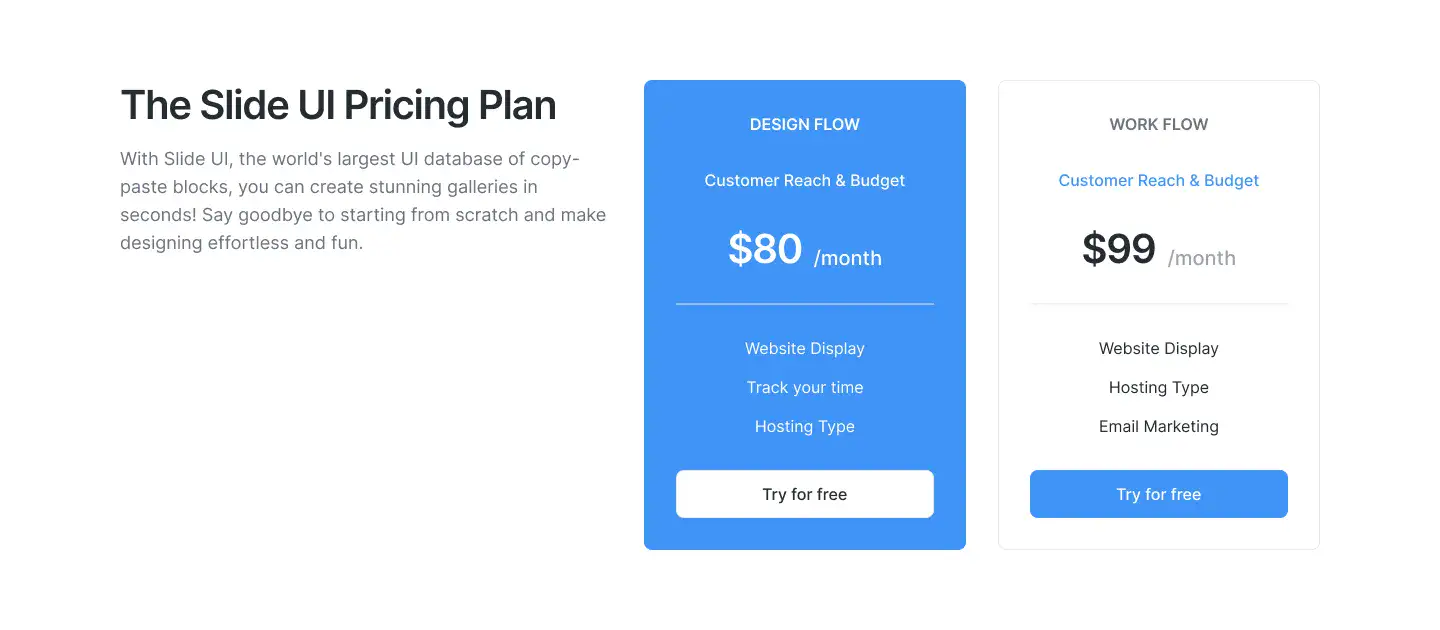 The Slide UI Pricing Plan
With Slide UI, the world's largest UI database of copy-
paste blocks, you can create stunning galleries in
seconds! Say goodbye to starting from scratch and make
designing effortless and fun.
DESIGN FLOW
Customer Reach & Budget
$80 /month
Website Display
Track your time
Hosting Type
Try for free
WORK FLOW
Customer Reach & Budget
$99 /month
Website Display
Hosting Type
Email Marketing
Try for free